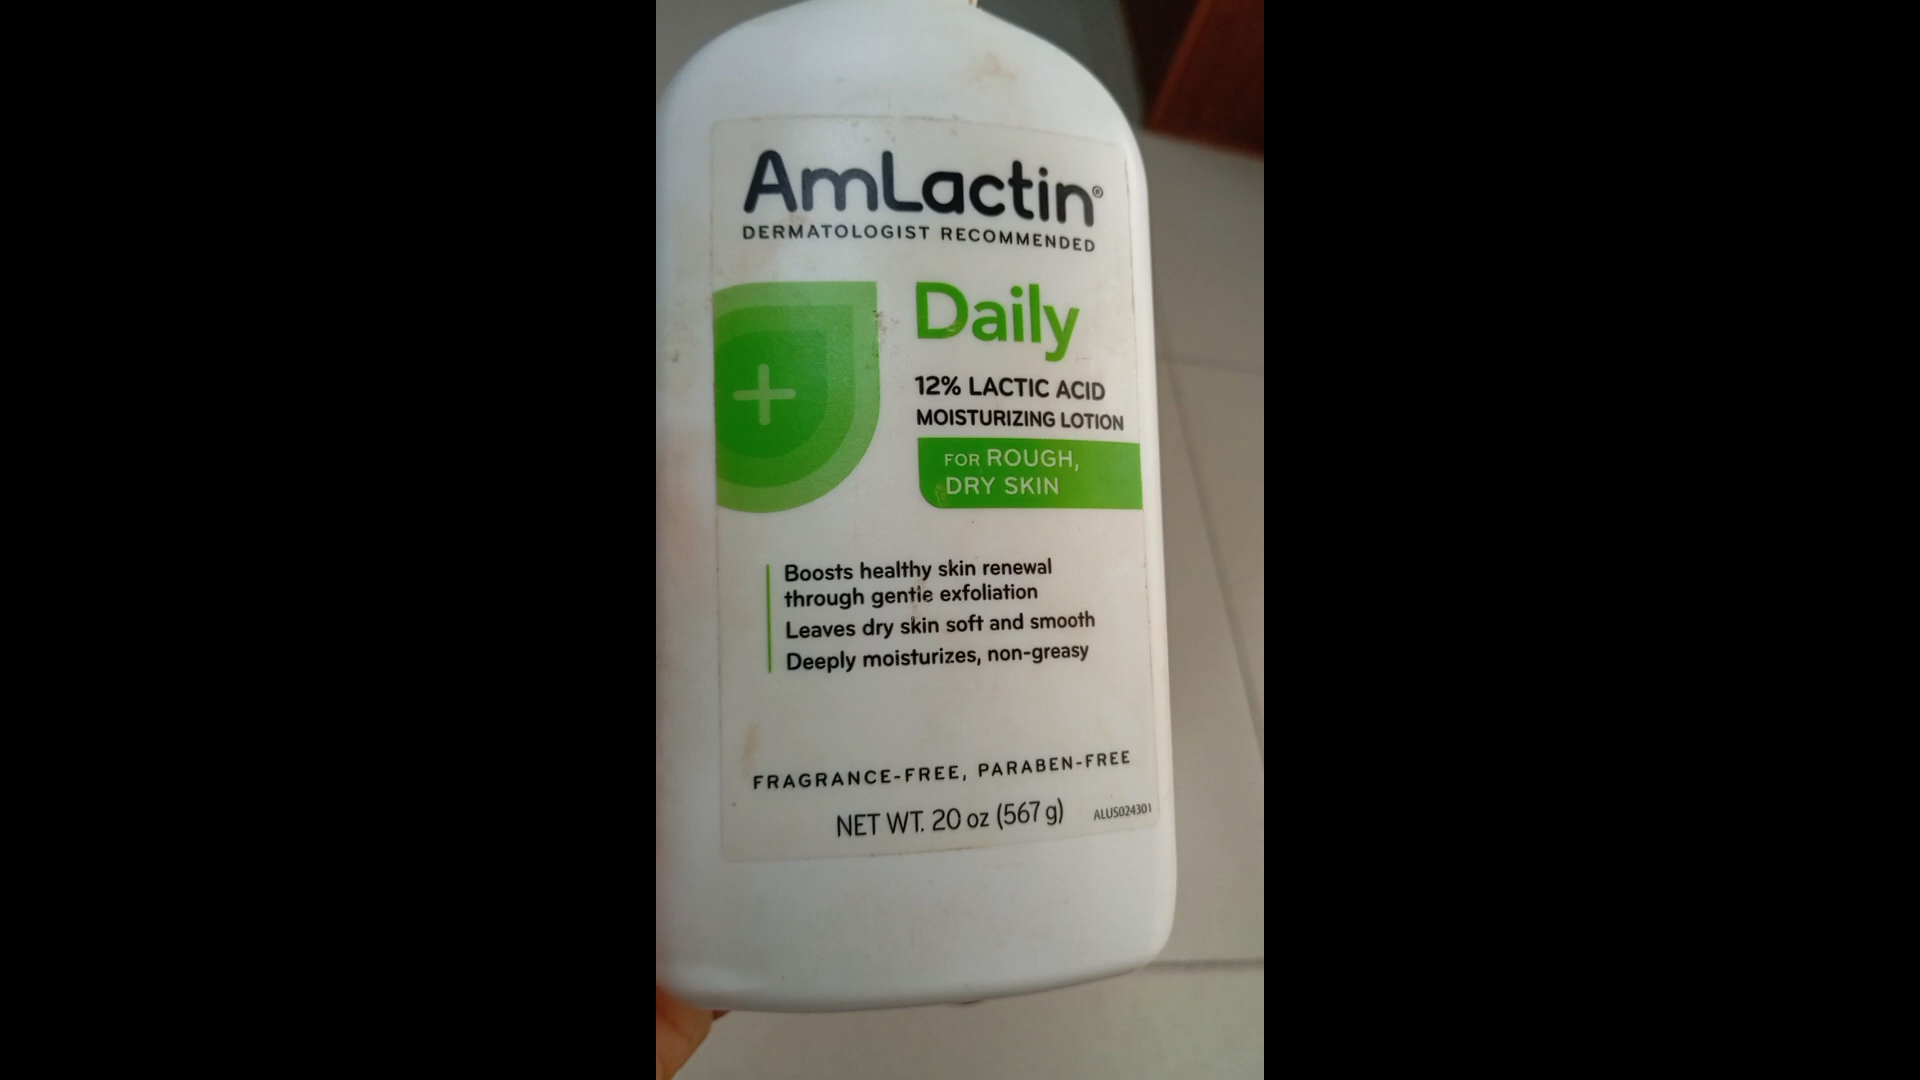 AmLactin®
DERMATOLOGIST RECOMMENDED
Daily
12% LACTIC ACID
MOISTURIZING LOTION
FOR ROUGH,
DRY SKIN
Boosts healthy skin renewal
through gentle exfoliation
Leaves dry skin soft and smooth
Deeply moisturizes, non-greasy
FRAGRANCE-FREE, PARABEN-FREE
NET WT. 20 oz (567 g)
ALUS024301